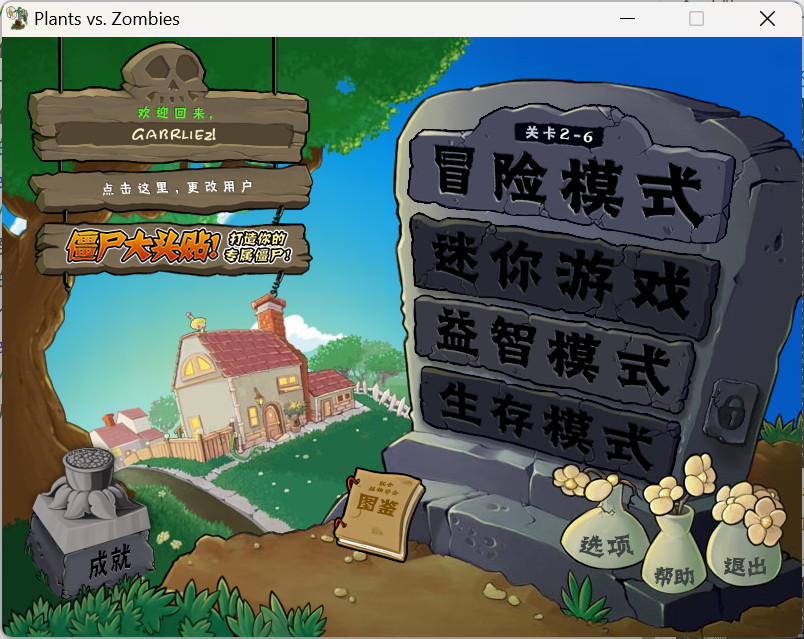 Plants vs. Zombies
欢迎回来,
GABRLIEZ!
点击这里,更改用户
僵尸大头贴!
打造你的
专属僵尸!
关卡2-6
冒险模式
迷你游戏
益智模式
生存模式
图鉴
成就
选项
帮助
退出